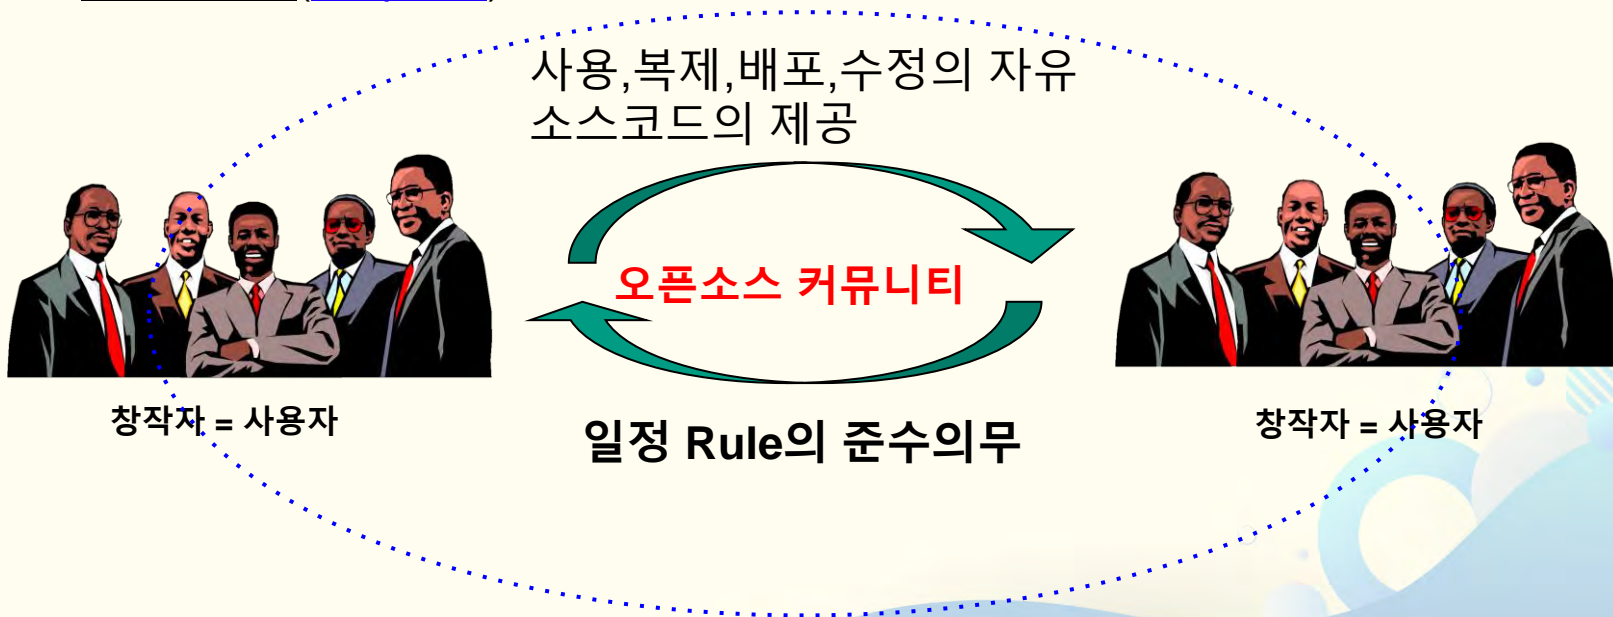 사용,복제,배포,수정의 자유
소스코드의 제공
오픈소스 커뮤니티
창작자 = 사용자
창작자 = 사용자
일정 Rule의 준수의무